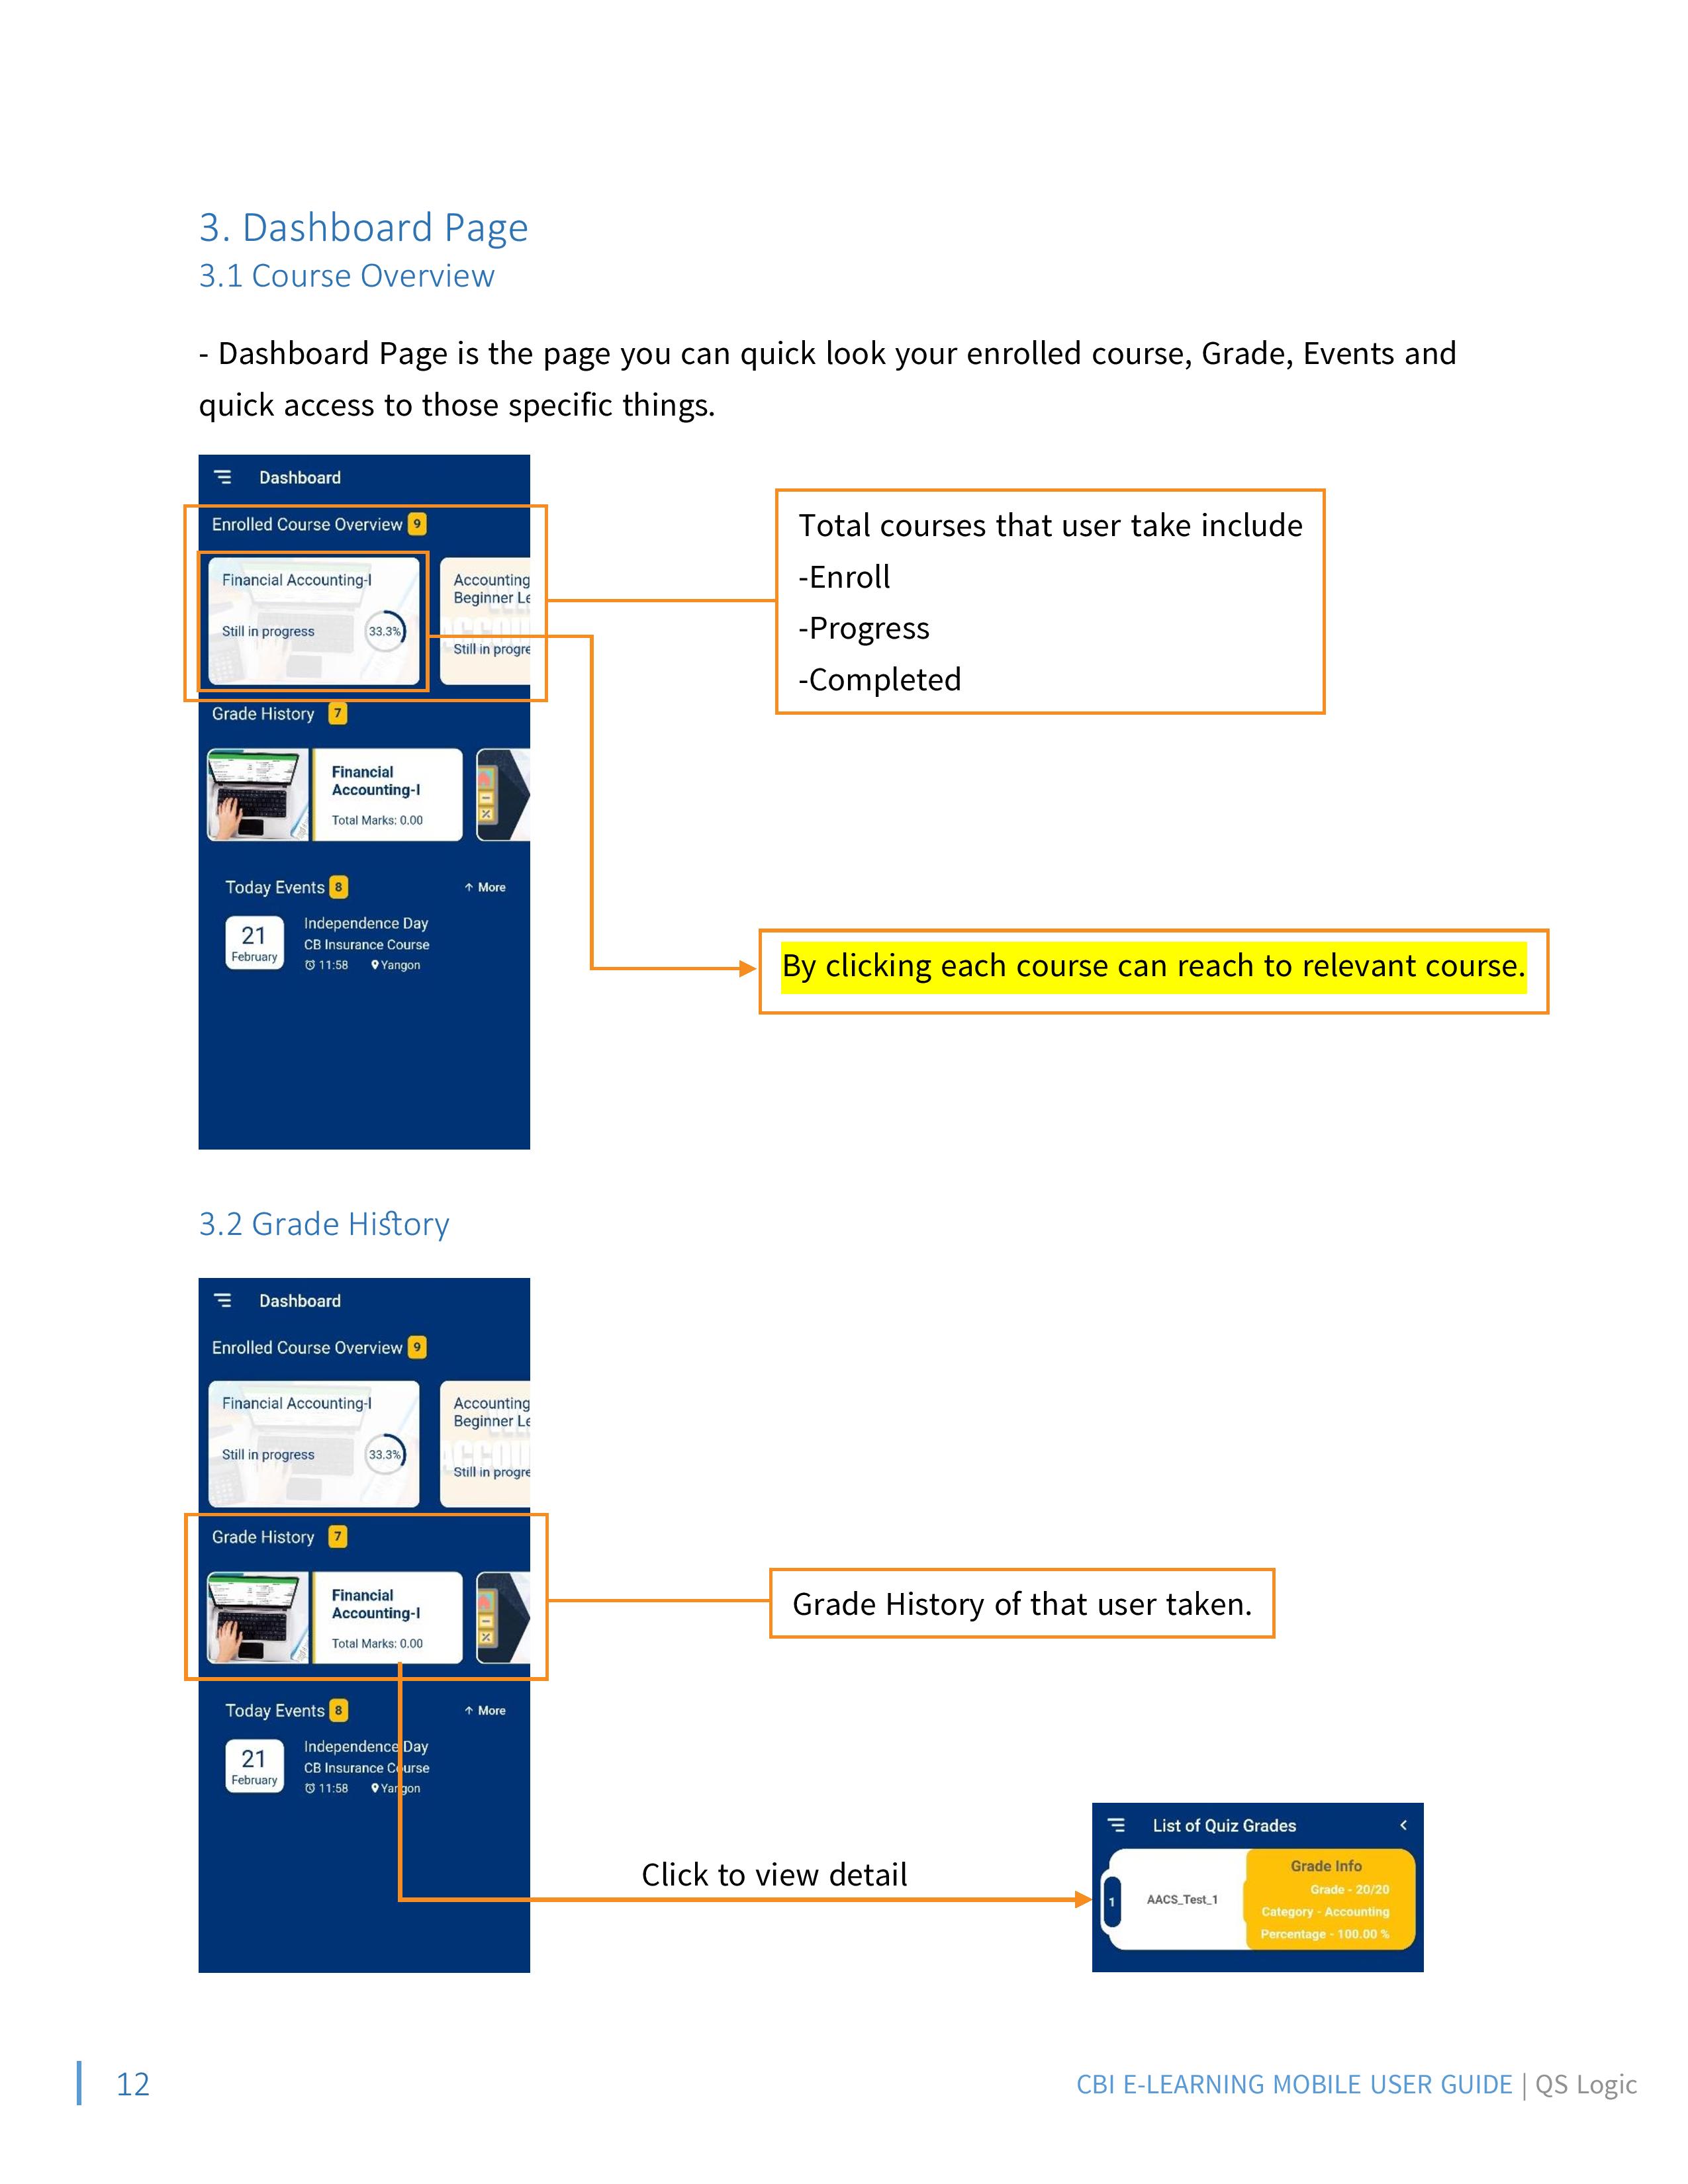 3. Dashboard Page
3.1 Course Overview
- Dashboard Page is the page you can quick look your enrolled course, Grade, Events and
quick access to those specific things.
Dashboard
Enrolled Course Overview 9
Financial Accounting-I
Still in progress
33.3%
Accounting
Beginner Le
Still in progre
Grade History 7
Financial
Accounting-I
Total Marks: 0.00
Today Events 8
↑ More
21
February
Independence Day
CB Insurance Course
11:58 Yangon
Total courses that user take include
-Enroll
-Progress
-Completed
By clicking each course can reach to relevant course.
3.2 Grade History
Dashboard
Enrolled Course Overview 9
Financial Accounting-I
Still in progress
33.3%
Accounting
Beginner Le
Still in progre
Grade History 7
Financial
Accounting-I
Total Marks: 0.00
Today Events 8
↑ More
21
February
Independence Day
CB Insurance Course
11:58 Yangon
Grade History of that user taken.
Click to view detail
List of Quiz Grades
1
AACS_Test_1
Grade Info
Grade - 20/20
Category - Accounting
Percentage - 100.00 %
12
CBI E-LEARNING MOBILE USER GUIDE | QS Logic